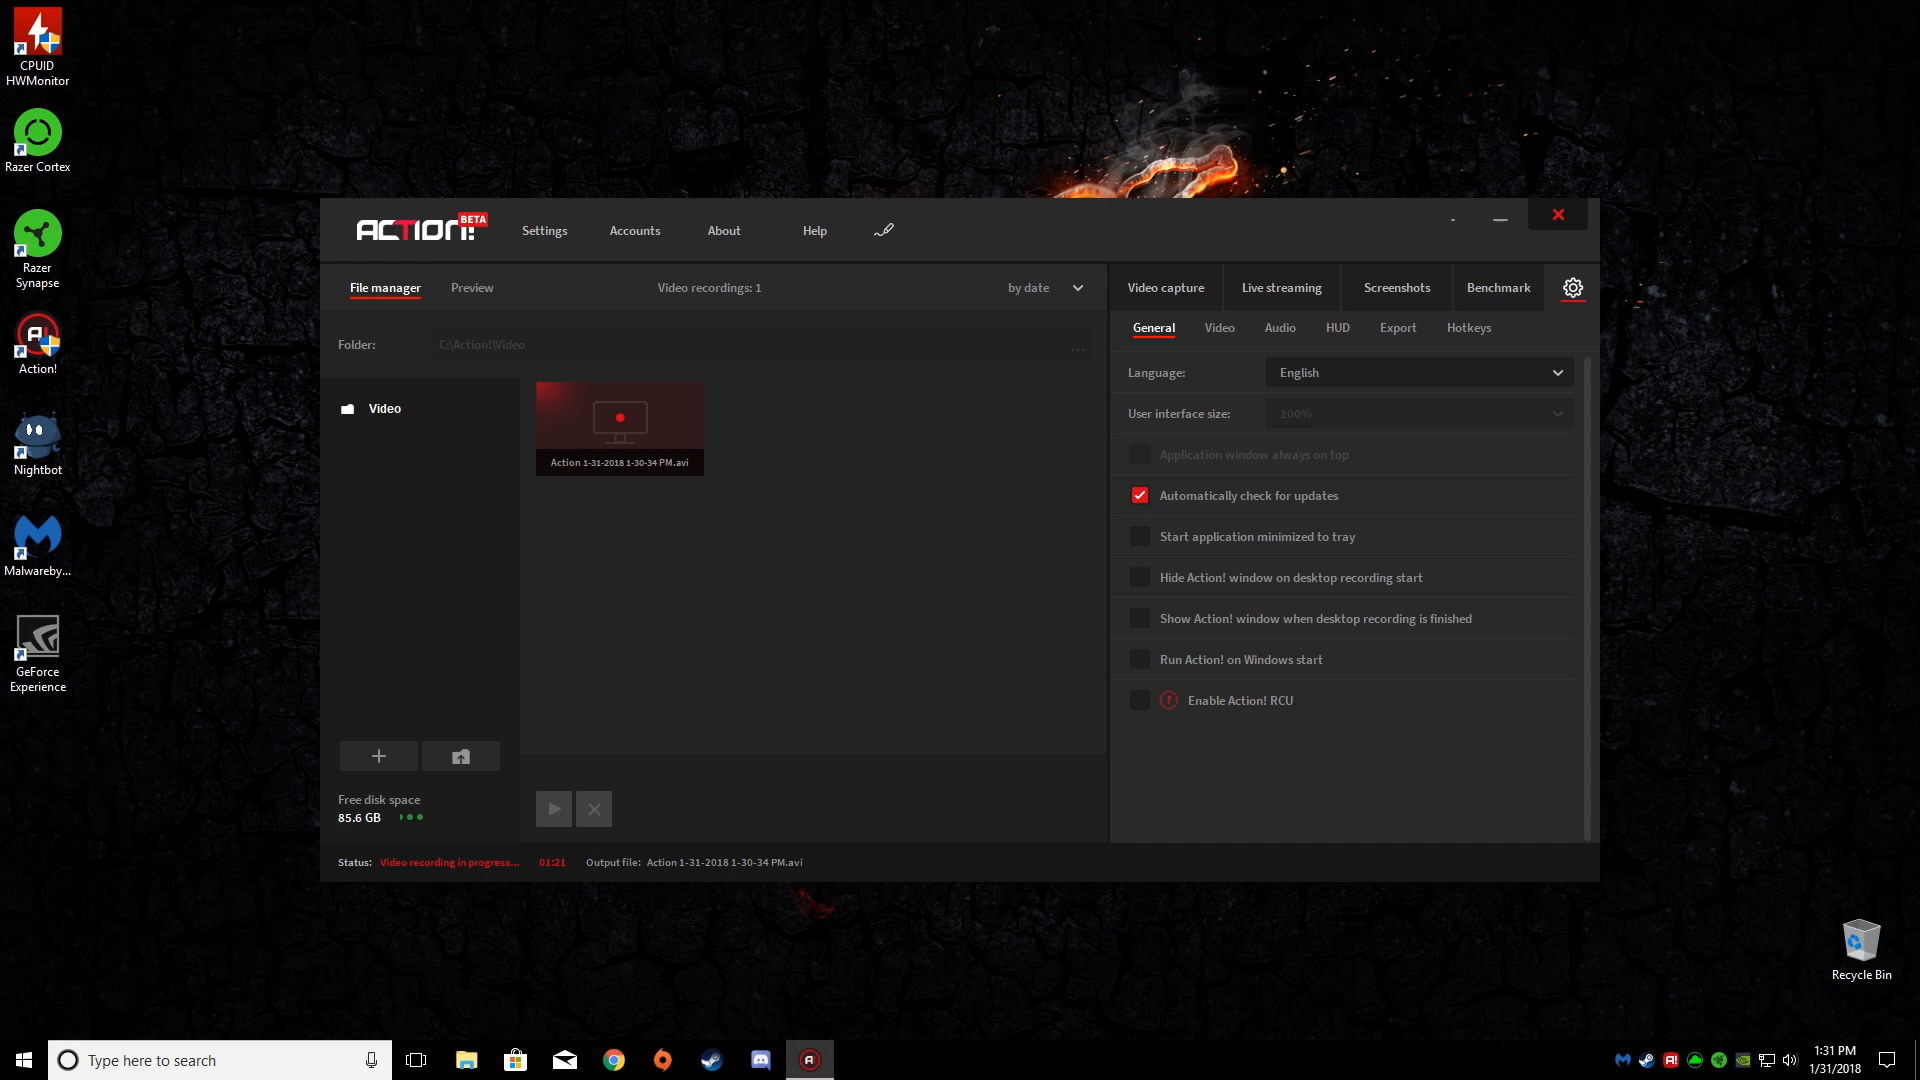 CPUID
HWMonitor
Razer Cortex
Razer
Synapse
Action!
Nightbot
Malwareby...
GeForce
Experience
ACTION! BETA
Settings Accounts About Help
File manager Preview Video recordings: 1 by date
Folder: C:\Action!\Video ...
Video
Action 1-31-2018 1-30-34 PM.avi
Free disk space
85.6 GB
Video capture Live streaming Screenshots Benchmark
General Video Audio HUD Export Hotkeys
Language: English
User interface size: 100%
Application window always on top
Automatically check for updates
Start application minimized to tray
Hide Action! window on desktop recording start
Show Action! window when desktop recording is finished
Run Action! on Windows start
Enable Action! RCU
Status: Video recording in progress... 01:21 Output file: Action 1-31-2018 1-30-34 PM.avi
Recycle Bin
Type here to search
1:31 PM
1/31/2018